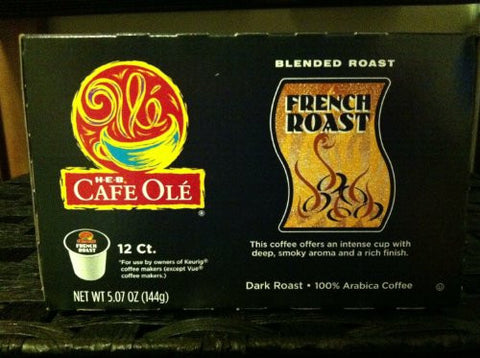 BLENDED ROAST
Olé
FRENCH
ROAST
H-E-B.
CAFE OLÉ
®
FRENCH
ROAST
12 Ct.
*For use by owners of Keurig®
coffee makers (except Vue®
coffee makers.)
NET WT 5.07 OZ (144g)
This coffee offers an intense cup with
deep, smoky aroma and a rich finish.
Dark Roast • 100% Arabica Coffee